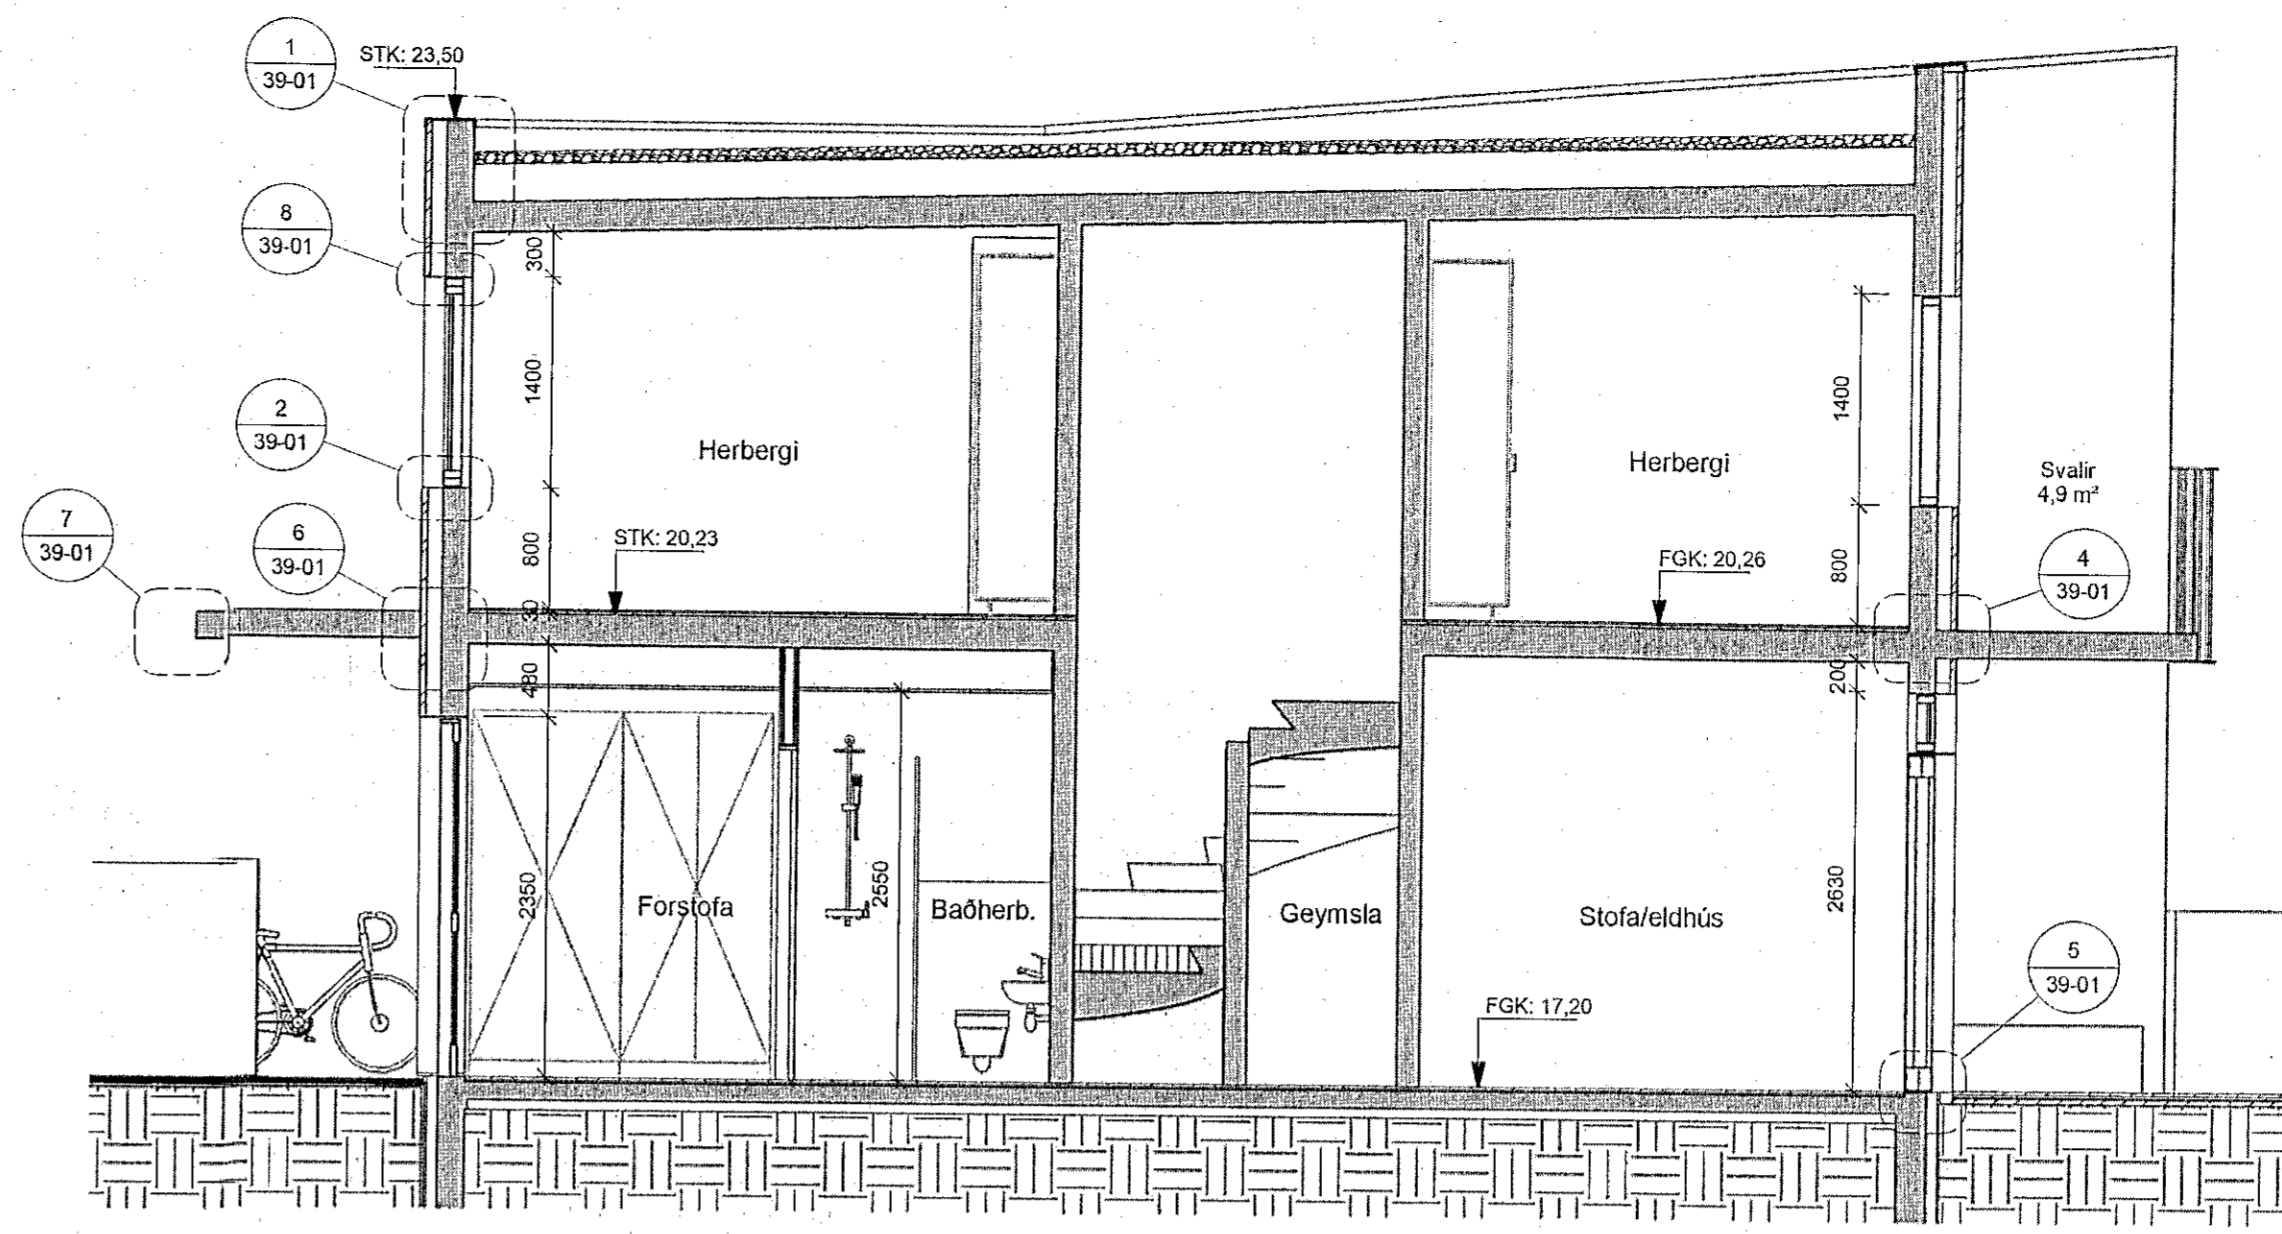 1
39-01
STK: 23,50
8
39-01
300
1400
1400
2
39-01
Herbergi
Herbergi
Svalir
4,9 m²
7
39-01
6
39-01
800
STK: 20,23
FGK: 20,26
800
4
39-01
30
480
200
2350
Forstofa
2550
Baðherb.
Geymsla
Stofa/eldhús
2630
5
39-01
FGK: 17,20